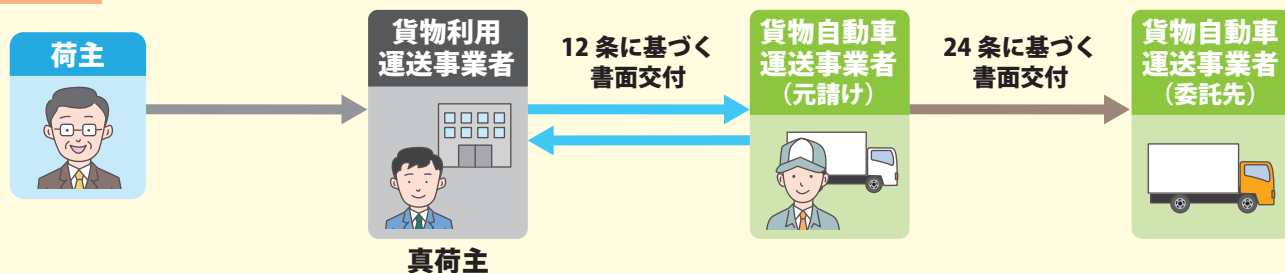 荷主
貨物利用
運送事業者
真荷主
12 条に基づく
書面交付
貨物自動車
運送事業者
（元請け）
24 条に基づく
書面交付
貨物自動車
運送事業者
（委託先）